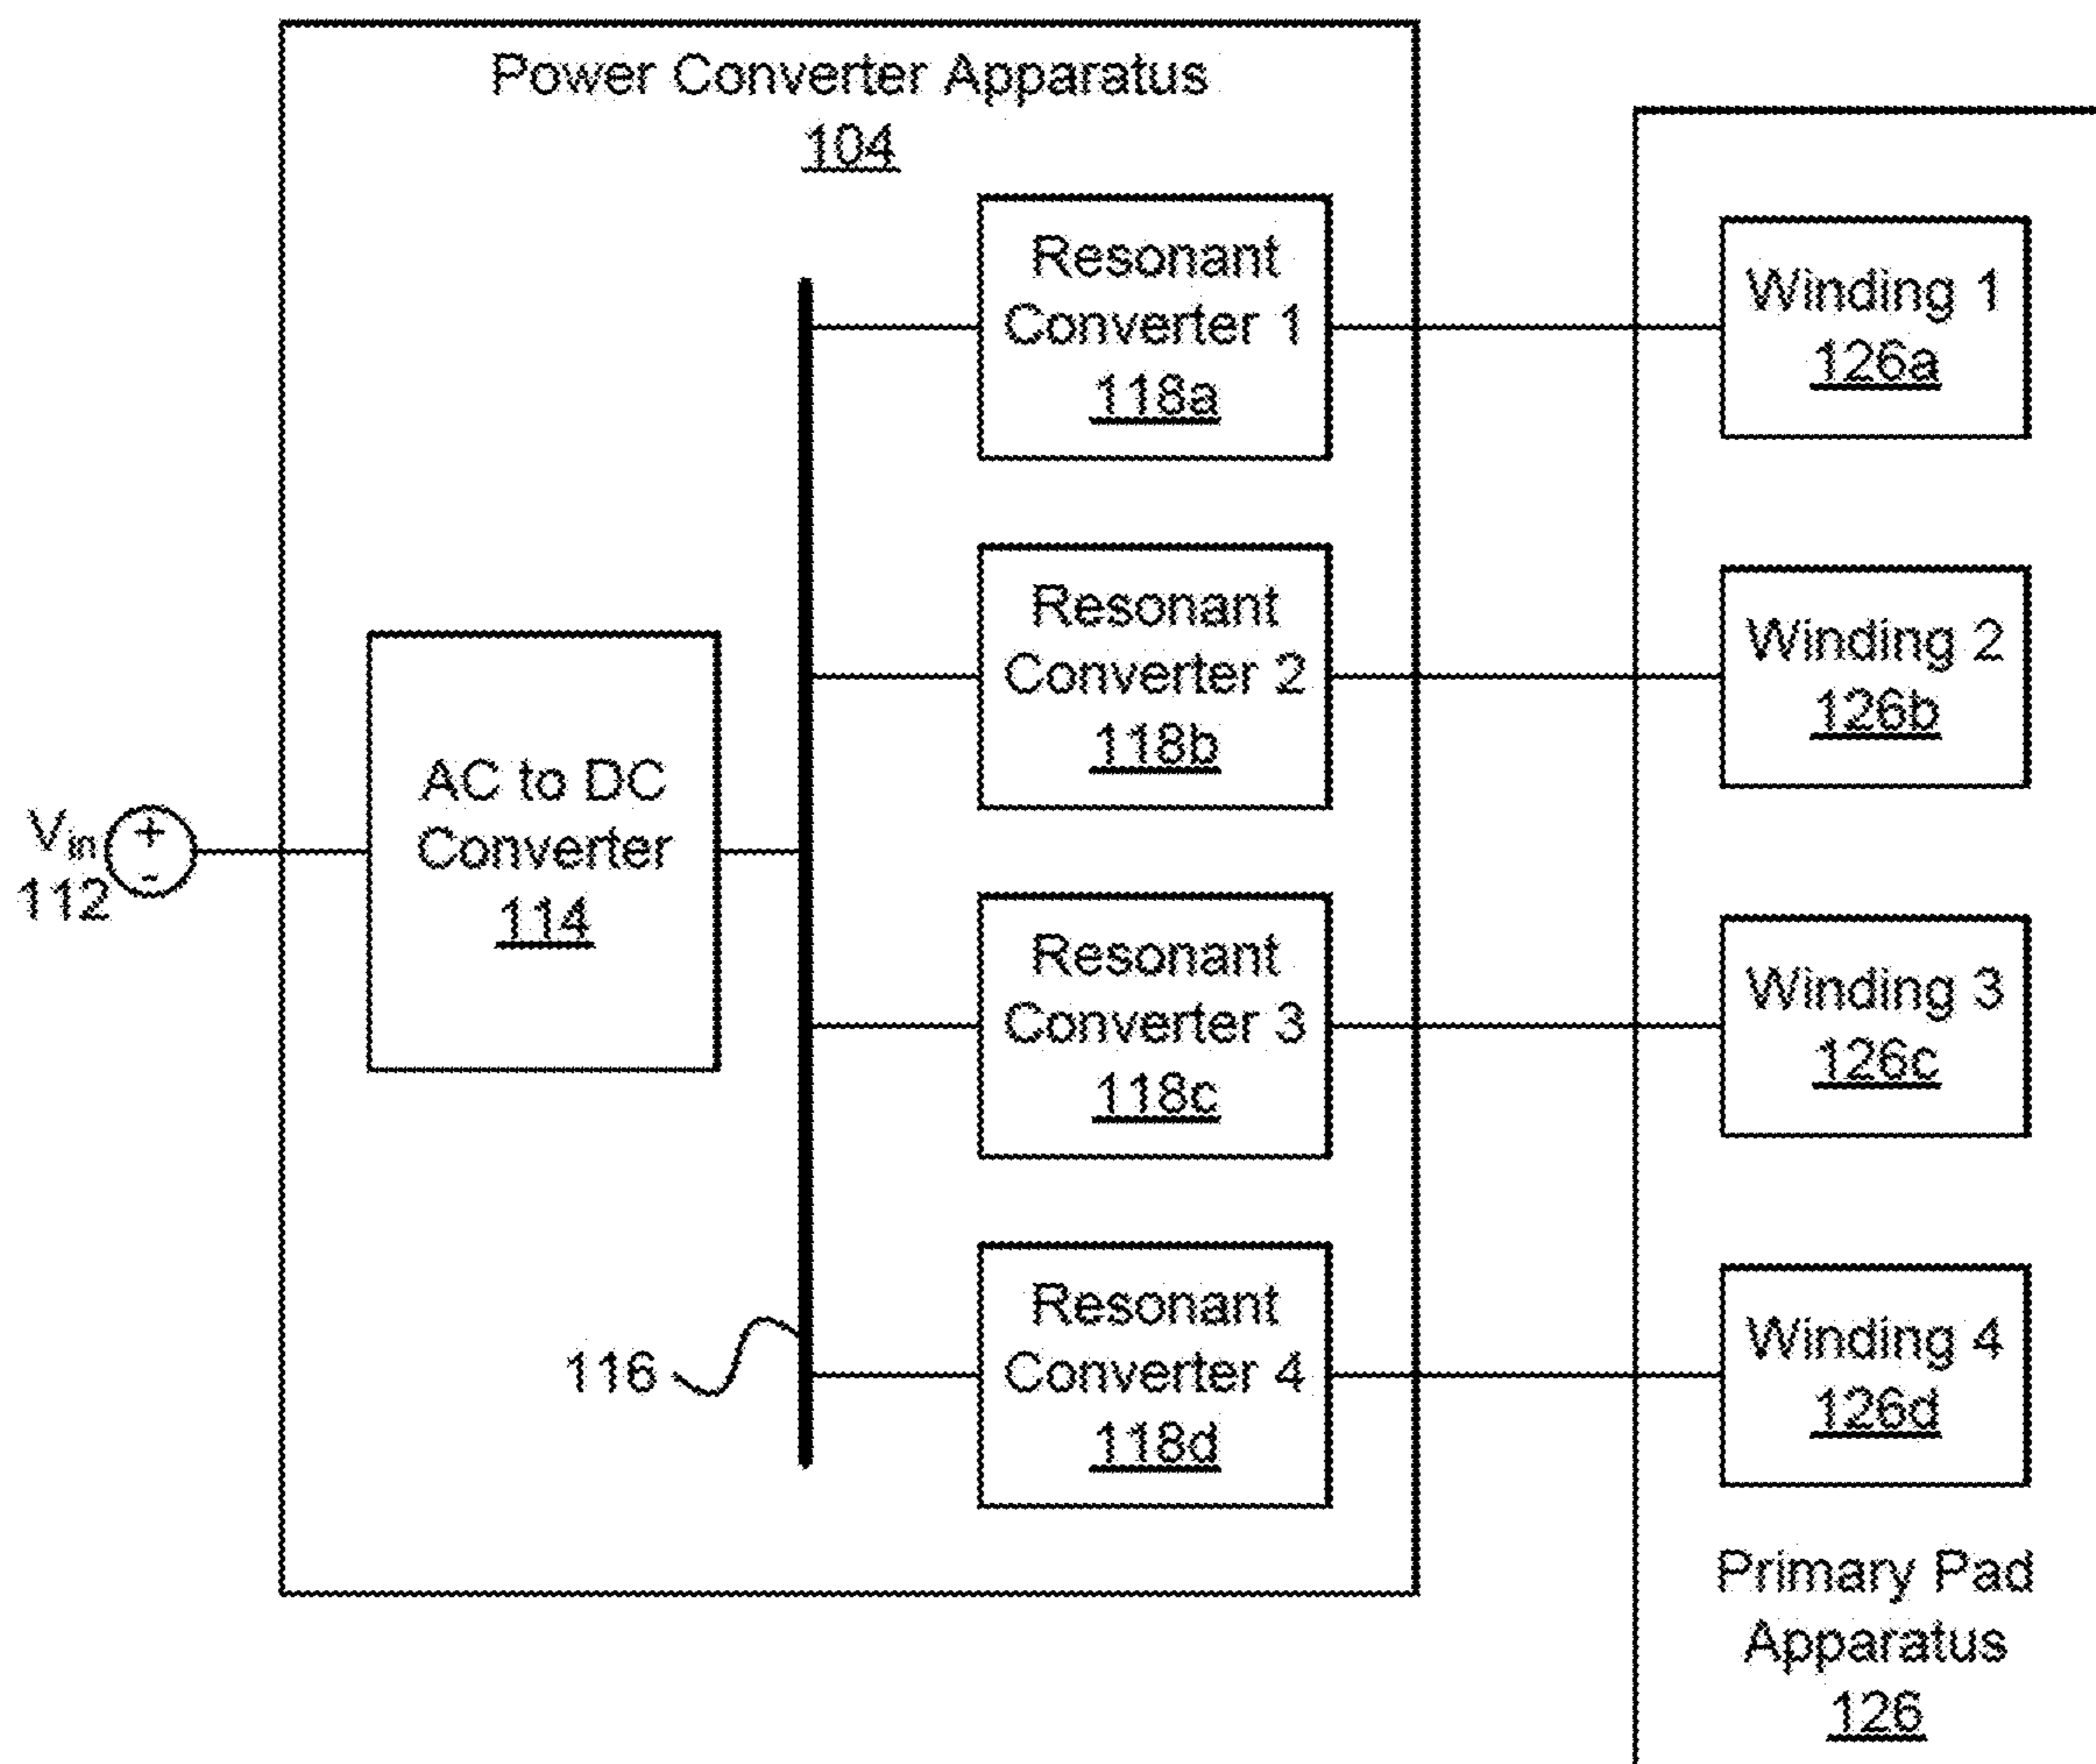 Power Converter Apparatus
104
Resonant
Converter 1
118a
Winding 1
126a
Resonant
Converter 2
118b
Winding 2
126b
AC to DC
Converter
114
Vin
112
+
-
Resonant
Converter 3
118c
Winding 3
126c
Resonant
Converter 4
118d
Winding 4
126d
116
Primary Pad
Apparatus
126